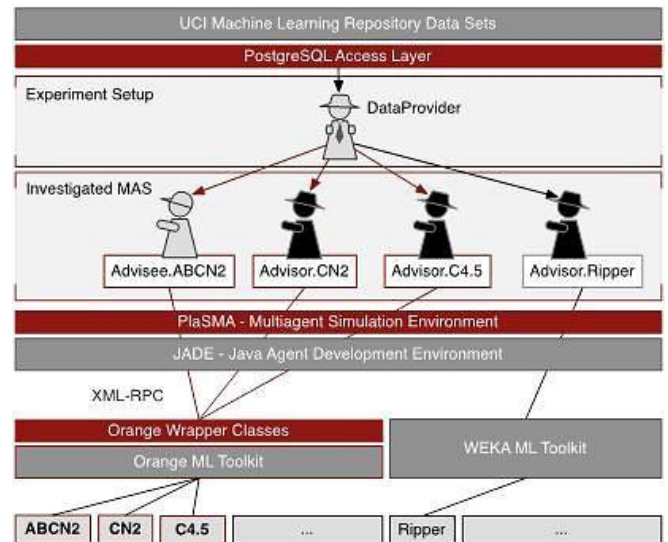 UCI Machine Learning Repository Data Sets
PostgreSQL Access Layer
Experiment Setup
DataProvider
Investigated MAS
Advisee.ABCN2
Advisor.CN2
Advisor.C4.5
Advisor.Ripper
PlaSMA - Multiagent Simulation Environment
JADE - Java Agent Development Environment
XML-RPC
Orange Wrapper Classes
Orange ML Toolkit
WEKA ML Toolkit
ABCN2
CN2
C4.5
...
Ripper
...